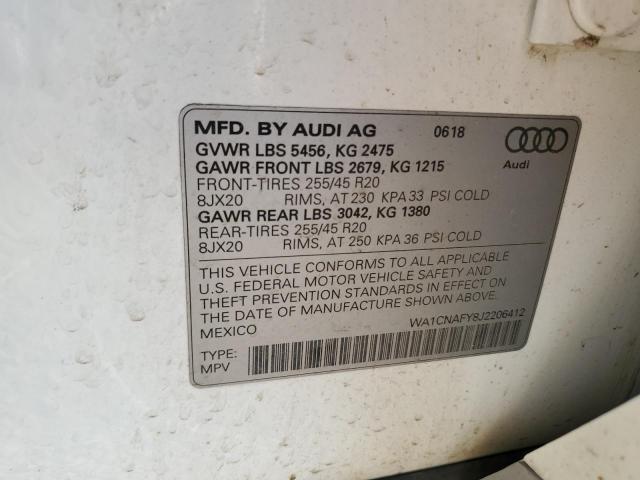 MFD. BY AUDI AG 0618
GVWR LBS 5456, KG 2475
GAWR FRONT LBS 2679, KG 1215
FRONT-TIRES 255/45 R20
8JX20 RIMS, AT 230 KPA 33 PSI COLD
GAWR REAR LBS 3042, KG 1380
REAR-TIRES 255/45 R20
8JX20 RIMS, AT 250 KPA 36 PSI COLD
Audi
THIS VEHICLE CONFORMS TO ALL APPLICABLE
U.S. FEDERAL MOTOR VEHICLE SAFETY AND
THEFT PREVENTION STANDARDS IN EFFECT ON
THE DATE OF MANUFACTURE SHOWN ABOVE.
MEXICO
WA1CNAFY8J2206412
TYPE:
MPV